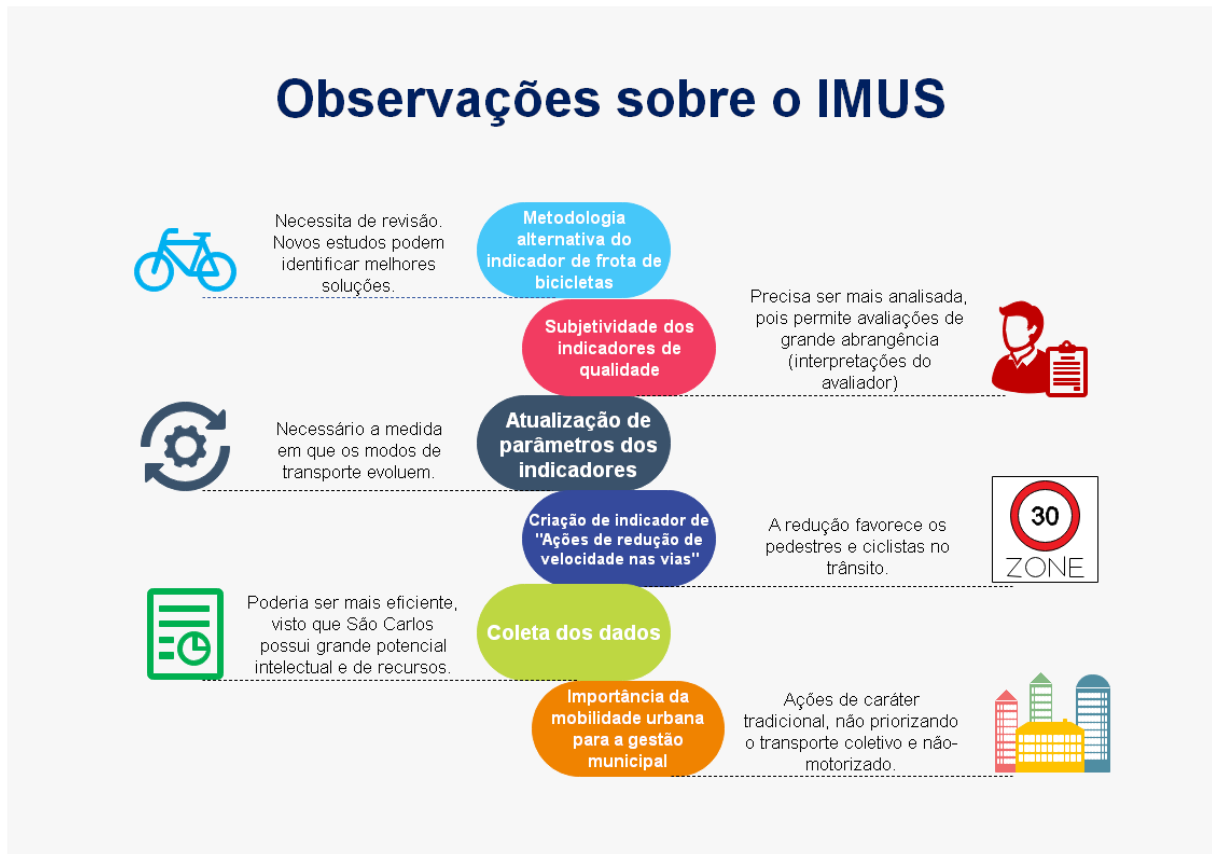 Observações sobre o IMUS
Necessita de revisão.
Novos estudos podem
identificar melhores
soluções.
Metodologia
alternativa do
indicador de frota de
bicicletas
Subjetividade dos
indicadores de
qualidade
Precisa ser mais analisada,
pois permite avaliações de
grande abrangência
(interpretações do
avaliador)
Necessário a medida
em que os modos de
transporte evoluem.
Atualização de
parâmetros dos
indicadores
Criação de indicador de
"Ações de redução de
velocidade nas vias"
A redução favorece os
pedestres e ciclistas no
trânsito.
30
ZONE
Poderia ser mais eficiente,
visto que São Carlos
possui grande potencial
intelectual e de recursos.
Coleta dos dados
Importância da
mobilidade urbana
para a gestão
municipal
Ações de caráter
tradicional, não priorizando
o transporte coletivo e não-
motorizado.